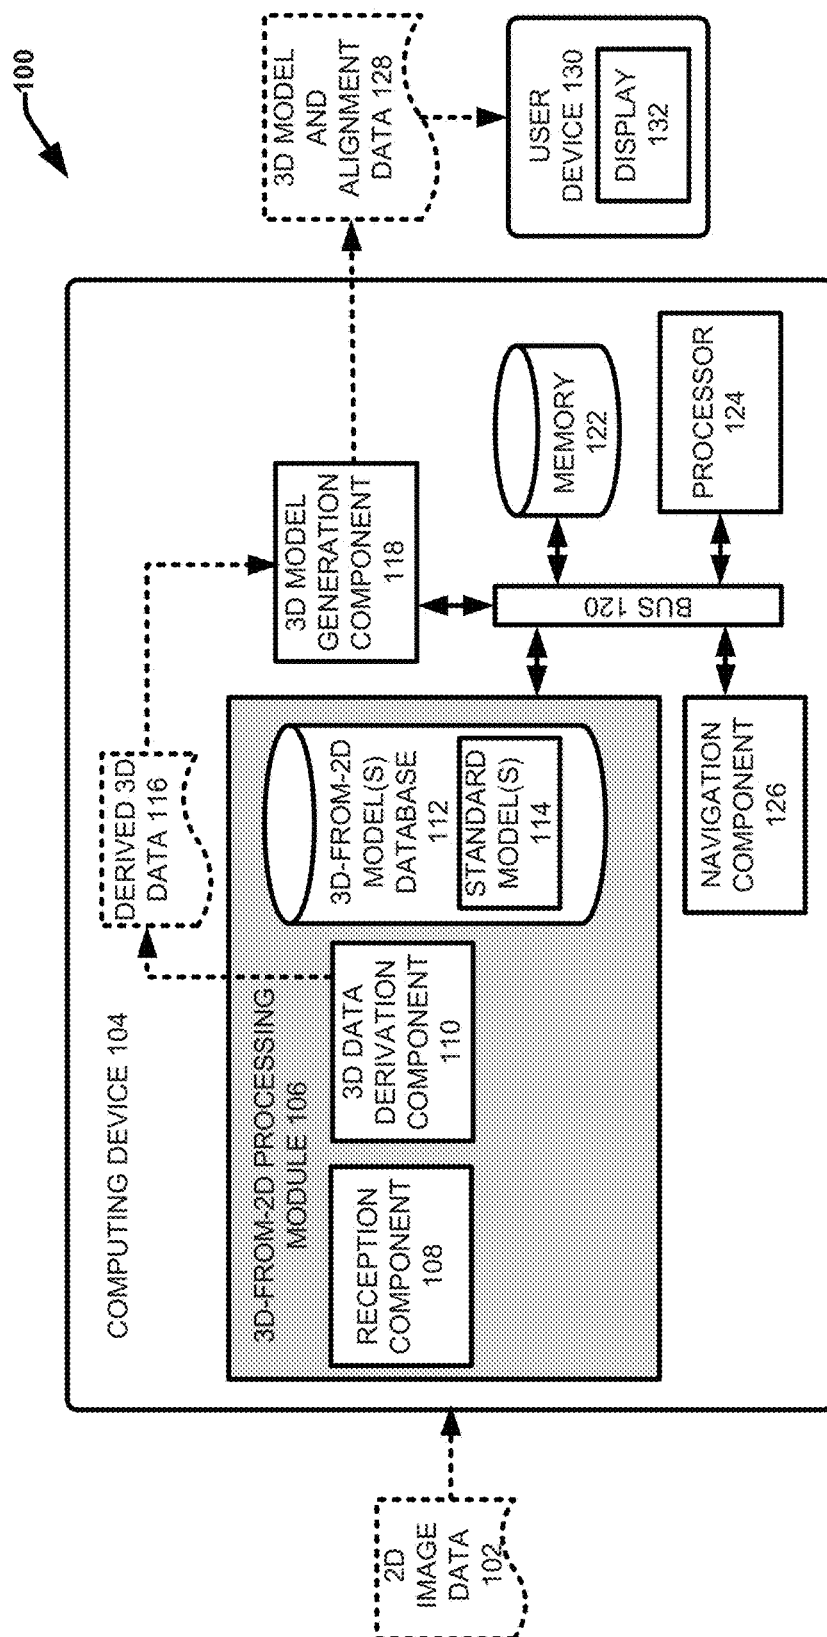 100
2D
IMAGE
DATA
102
COMPUTING DEVICE 104
3D-FROM-2D PROCESSING
MODULE 106
RECEPTION
COMPONENT
108
3D DATA
DERIVATION
COMPONENT
110
3D-FROM-2D
MODEL(S)
DATABASE
112
STANDARD
MODEL(S)
114
DERIVED 3D
DATA 116
3D MODEL
GENERATION
COMPONENT
118
BUS 120
MEMORY
122
PROCESSOR
124
NAVIGATION
COMPONENT
126
3D MODEL
AND
ALIGNMENT
DATA 128
USER
DEVICE 130
DISPLAY
132